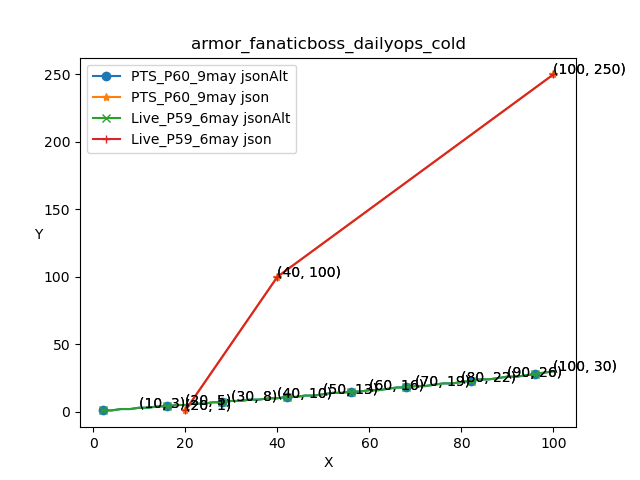 armor_fanaticboss_dailyops_cold
PTS_P60_9may jsonAlt
PTS_P60_9may json
Live_P59_6may jsonAlt
Live_P59_6may json
(100, 250)
(40, 100)
(100, 30)
(90, 26)
(80, 22)
(70, 19)
(60, 16)
(50, 13)
(40, 10)
(30, 8)
(20, 5)
(20, 1)
(10, 3)
Y
250
200
150
100
50
0
0 20 40 60 80 100
X